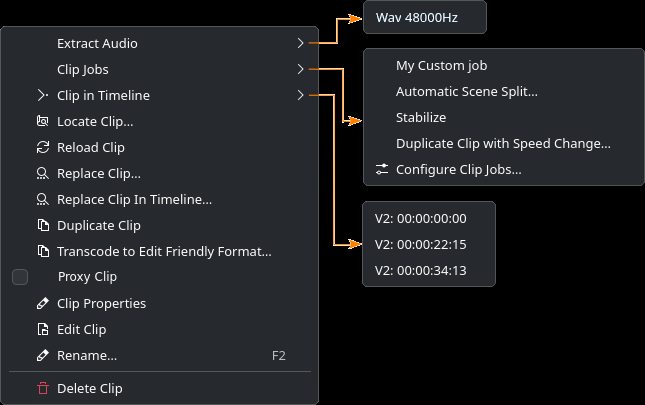 Extract Audio
Clip Jobs
Clip in Timeline
Locate Clip...
Reload Clip
Replace Clip...
Replace Clip In Timeline...
Duplicate Clip
Transcode to Edit Friendly Format...
Proxy Clip
Clip Properties
Edit Clip
Rename... F2
Delete Clip
Wav 48000Hz
My Custom job
Automatic Scene Split...
Stabilize
Duplicate Clip with Speed Change...
Configure Clip Jobs...
V2: 00:00:00:00
V2: 00:00:22:15
V2: 00:00:34:13